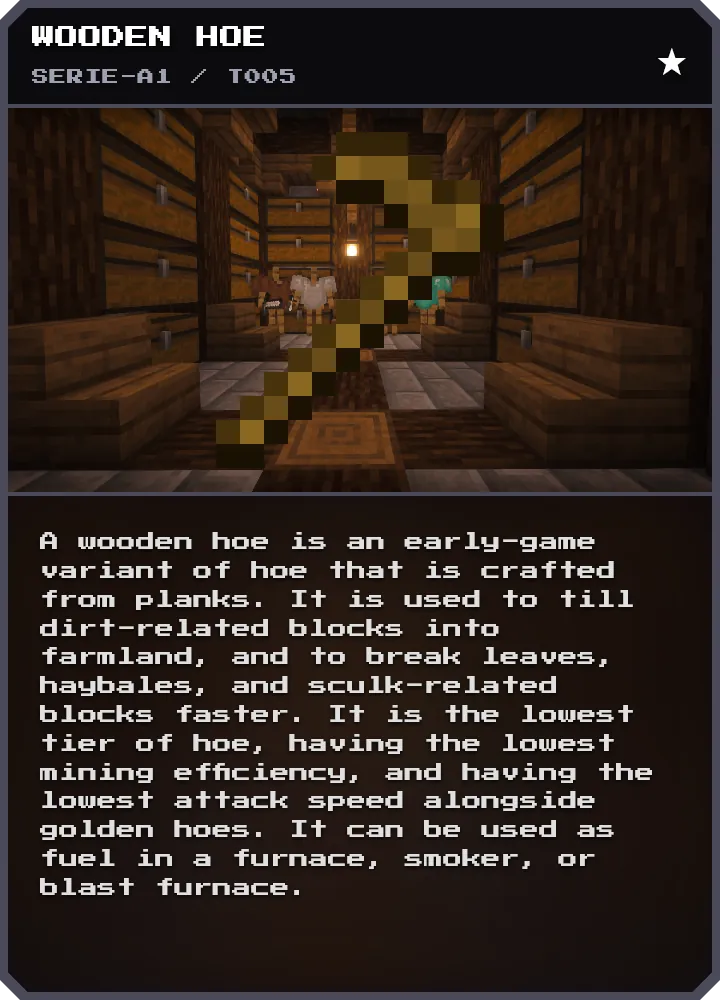 WOODEN HOE
SERIE-A1 / T005
A wooden hoe is an early-game
variant of hoe that is crafted
from planks. It is used to till
dirt-related blocks into
farmland, and to break leaves,
haybales, and sculk-related
blocks faster. It is the lowest
tier of hoe, having the lowest
mining efficiency, and having the
lowest attack speed alongside
golden hoes. It can be used as
fuel in a furnace, smoker, or
blast furnace.